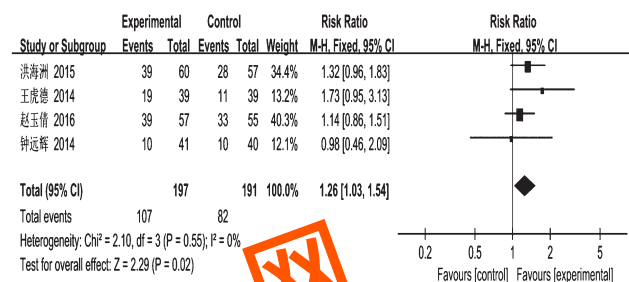 Experimental Control Risk Ratio Risk Ratio
Study or Subgroup Events Total Events Total Weight M-H, Fixed, 95% CI M-H, Fixed, 95% CI
洪海洲 2015 39 60 28 57 34.4% 1.32 [0.96, 1.83]
王虎德 2014 19 39 11 39 13.2% 1.73 [0.95, 3.13]
赵玉倩 2016 39 57 33 55 40.3% 1.14 [0.86, 1.51]
钟远辉 2014 10 41 10 40 12.1% 0.98 [0.46, 2.09]
Total (95% CI) 197 191 100.0% 1.26 [1.03, 1.54]
Total events 107 82
Heterogeneity: Chi² = 2.10, df = 3 (P = 0.55); I² = 0%
Test for overall effect: Z = 2.29 (P = 0.02)
0.2 0.5 1 2 5
Favours [control] Favours [experimental]
XX